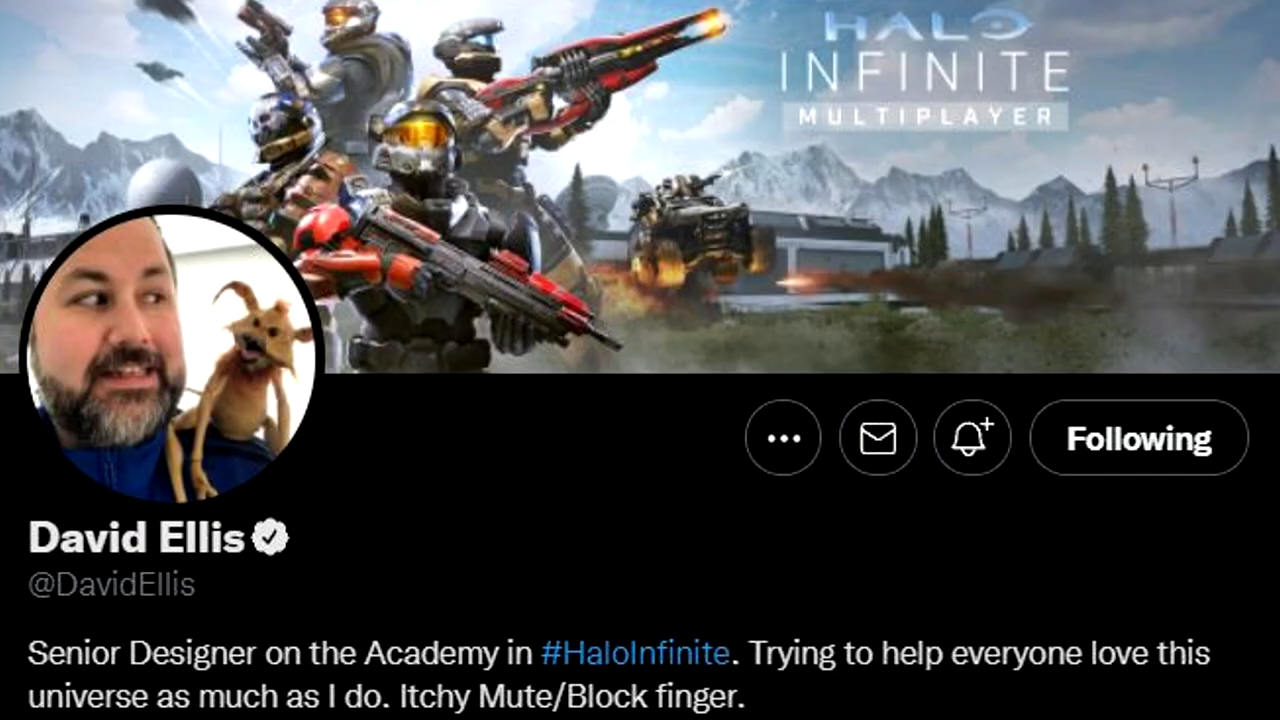 HALO
INFINITE
MULTIPLAYER
Following
David Ellis
@DavidEllis
Senior Designer on the Academy in #HaloInfinite. Trying to help everyone love this
universe as much as I do. Itchy Mute/Block finger.